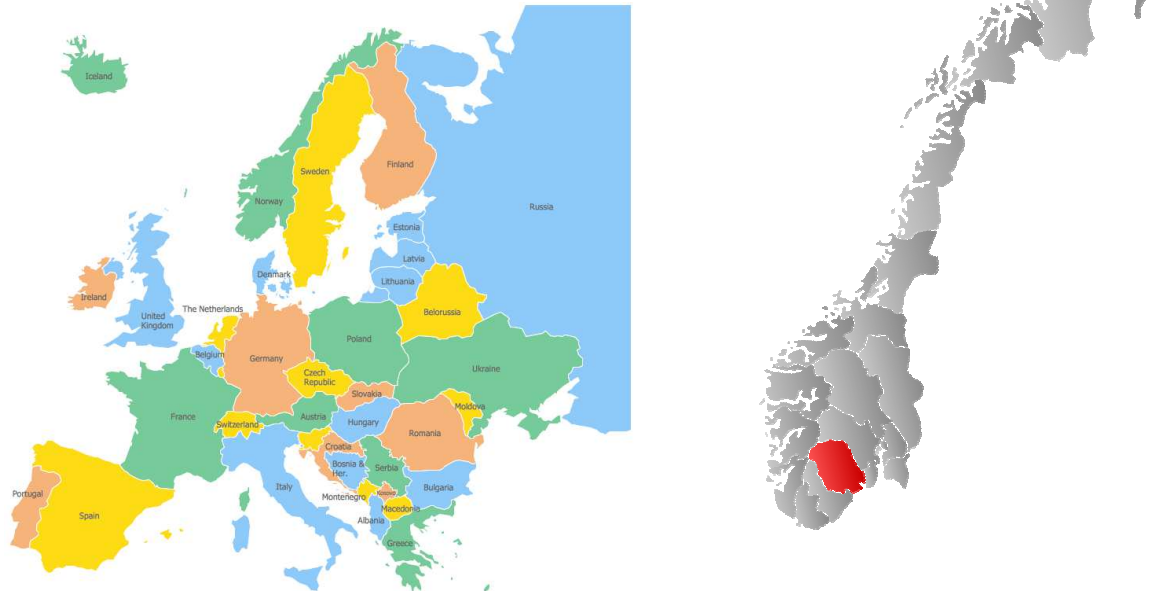 Iceland
Sweden
Finland
Norway
Russia
Estonia
Latvia
Denmark
Lithuania
Ireland
The Netherlands
United
Kingdom
Belorussia
Poland
Belgium
Germany
Ukraine
Czech
Republic
Slovakia
Moldova
France
Switzerland
Austria
Hungary
Romania
Croatia
Bosnia &
Her.
Serbia
Italy
Bulgaria
Portugal
Montenegro
Kosovo
Spain
Macedonia
Albania
Greece